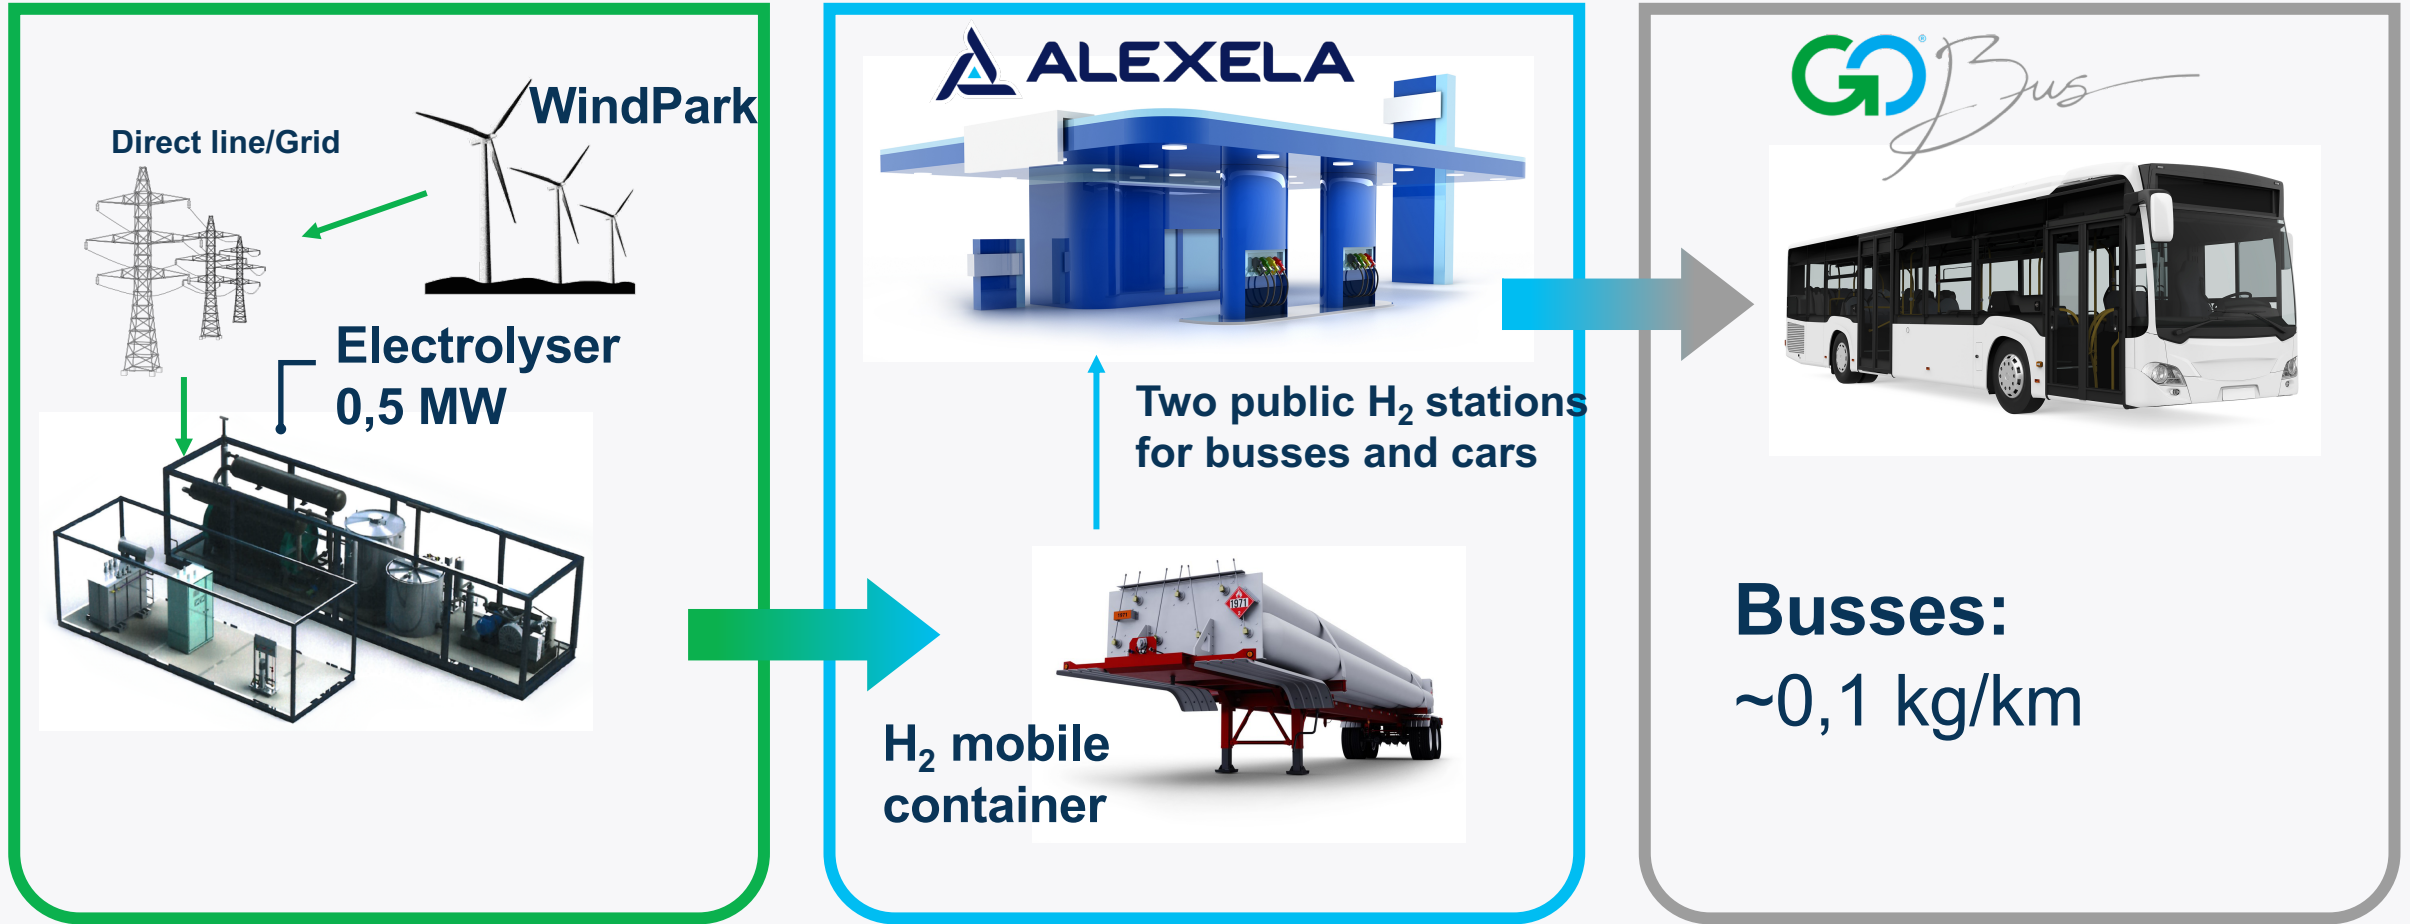 WindPark
Direct line/Grid
Electrolyser
0,5 MW
ALEXELA
Two public H₂ stations
for busses and cars
1971
H₂ mobile
container
GO® Bus
Busses:
~0,1 kg/km